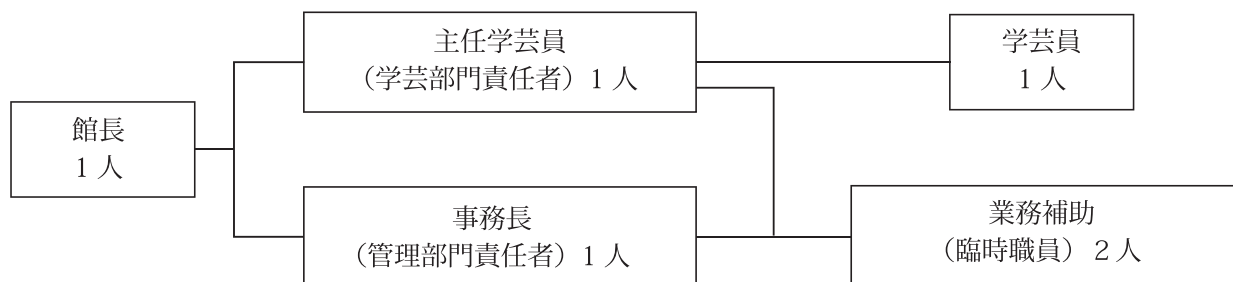 館長
1 人
主任学芸員
（学芸部門責任者）1 人
学芸員
1 人
事務長
（管理部門責任者）1 人
業務補助
（臨時職員）2 人